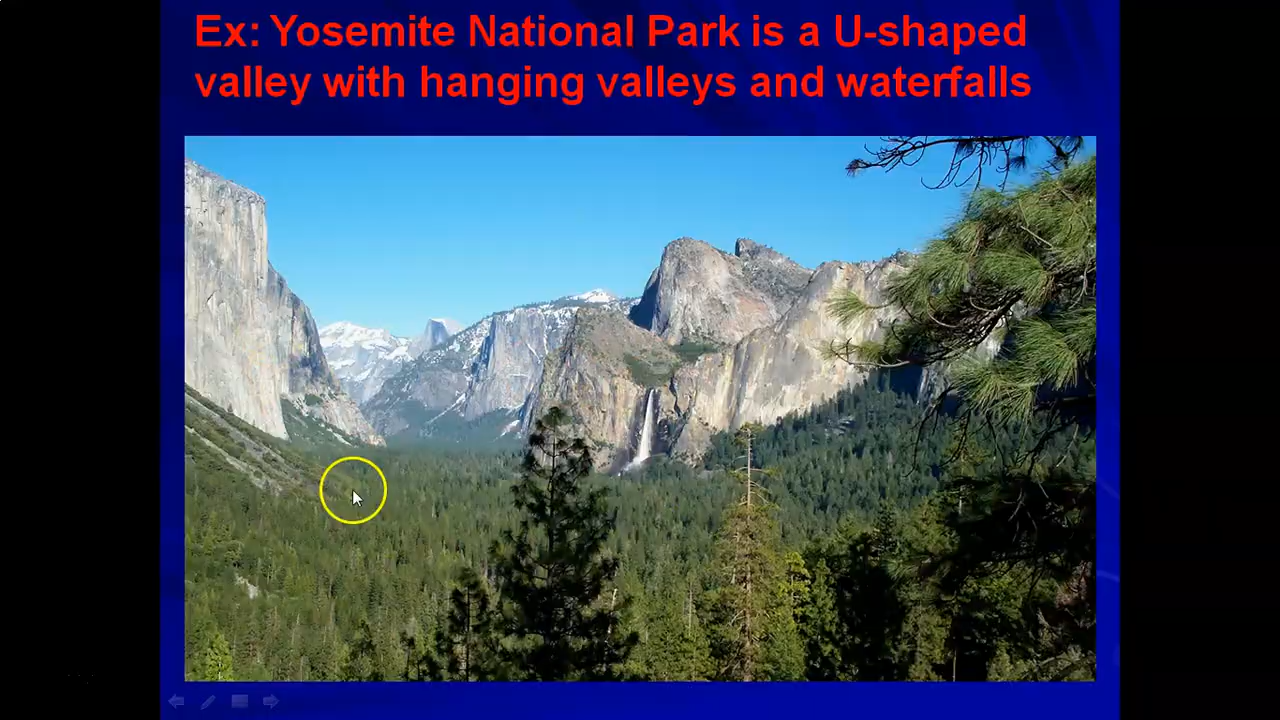 Ex: Yosemite National Park is a U-shaped
valley with hanging valleys and waterfalls